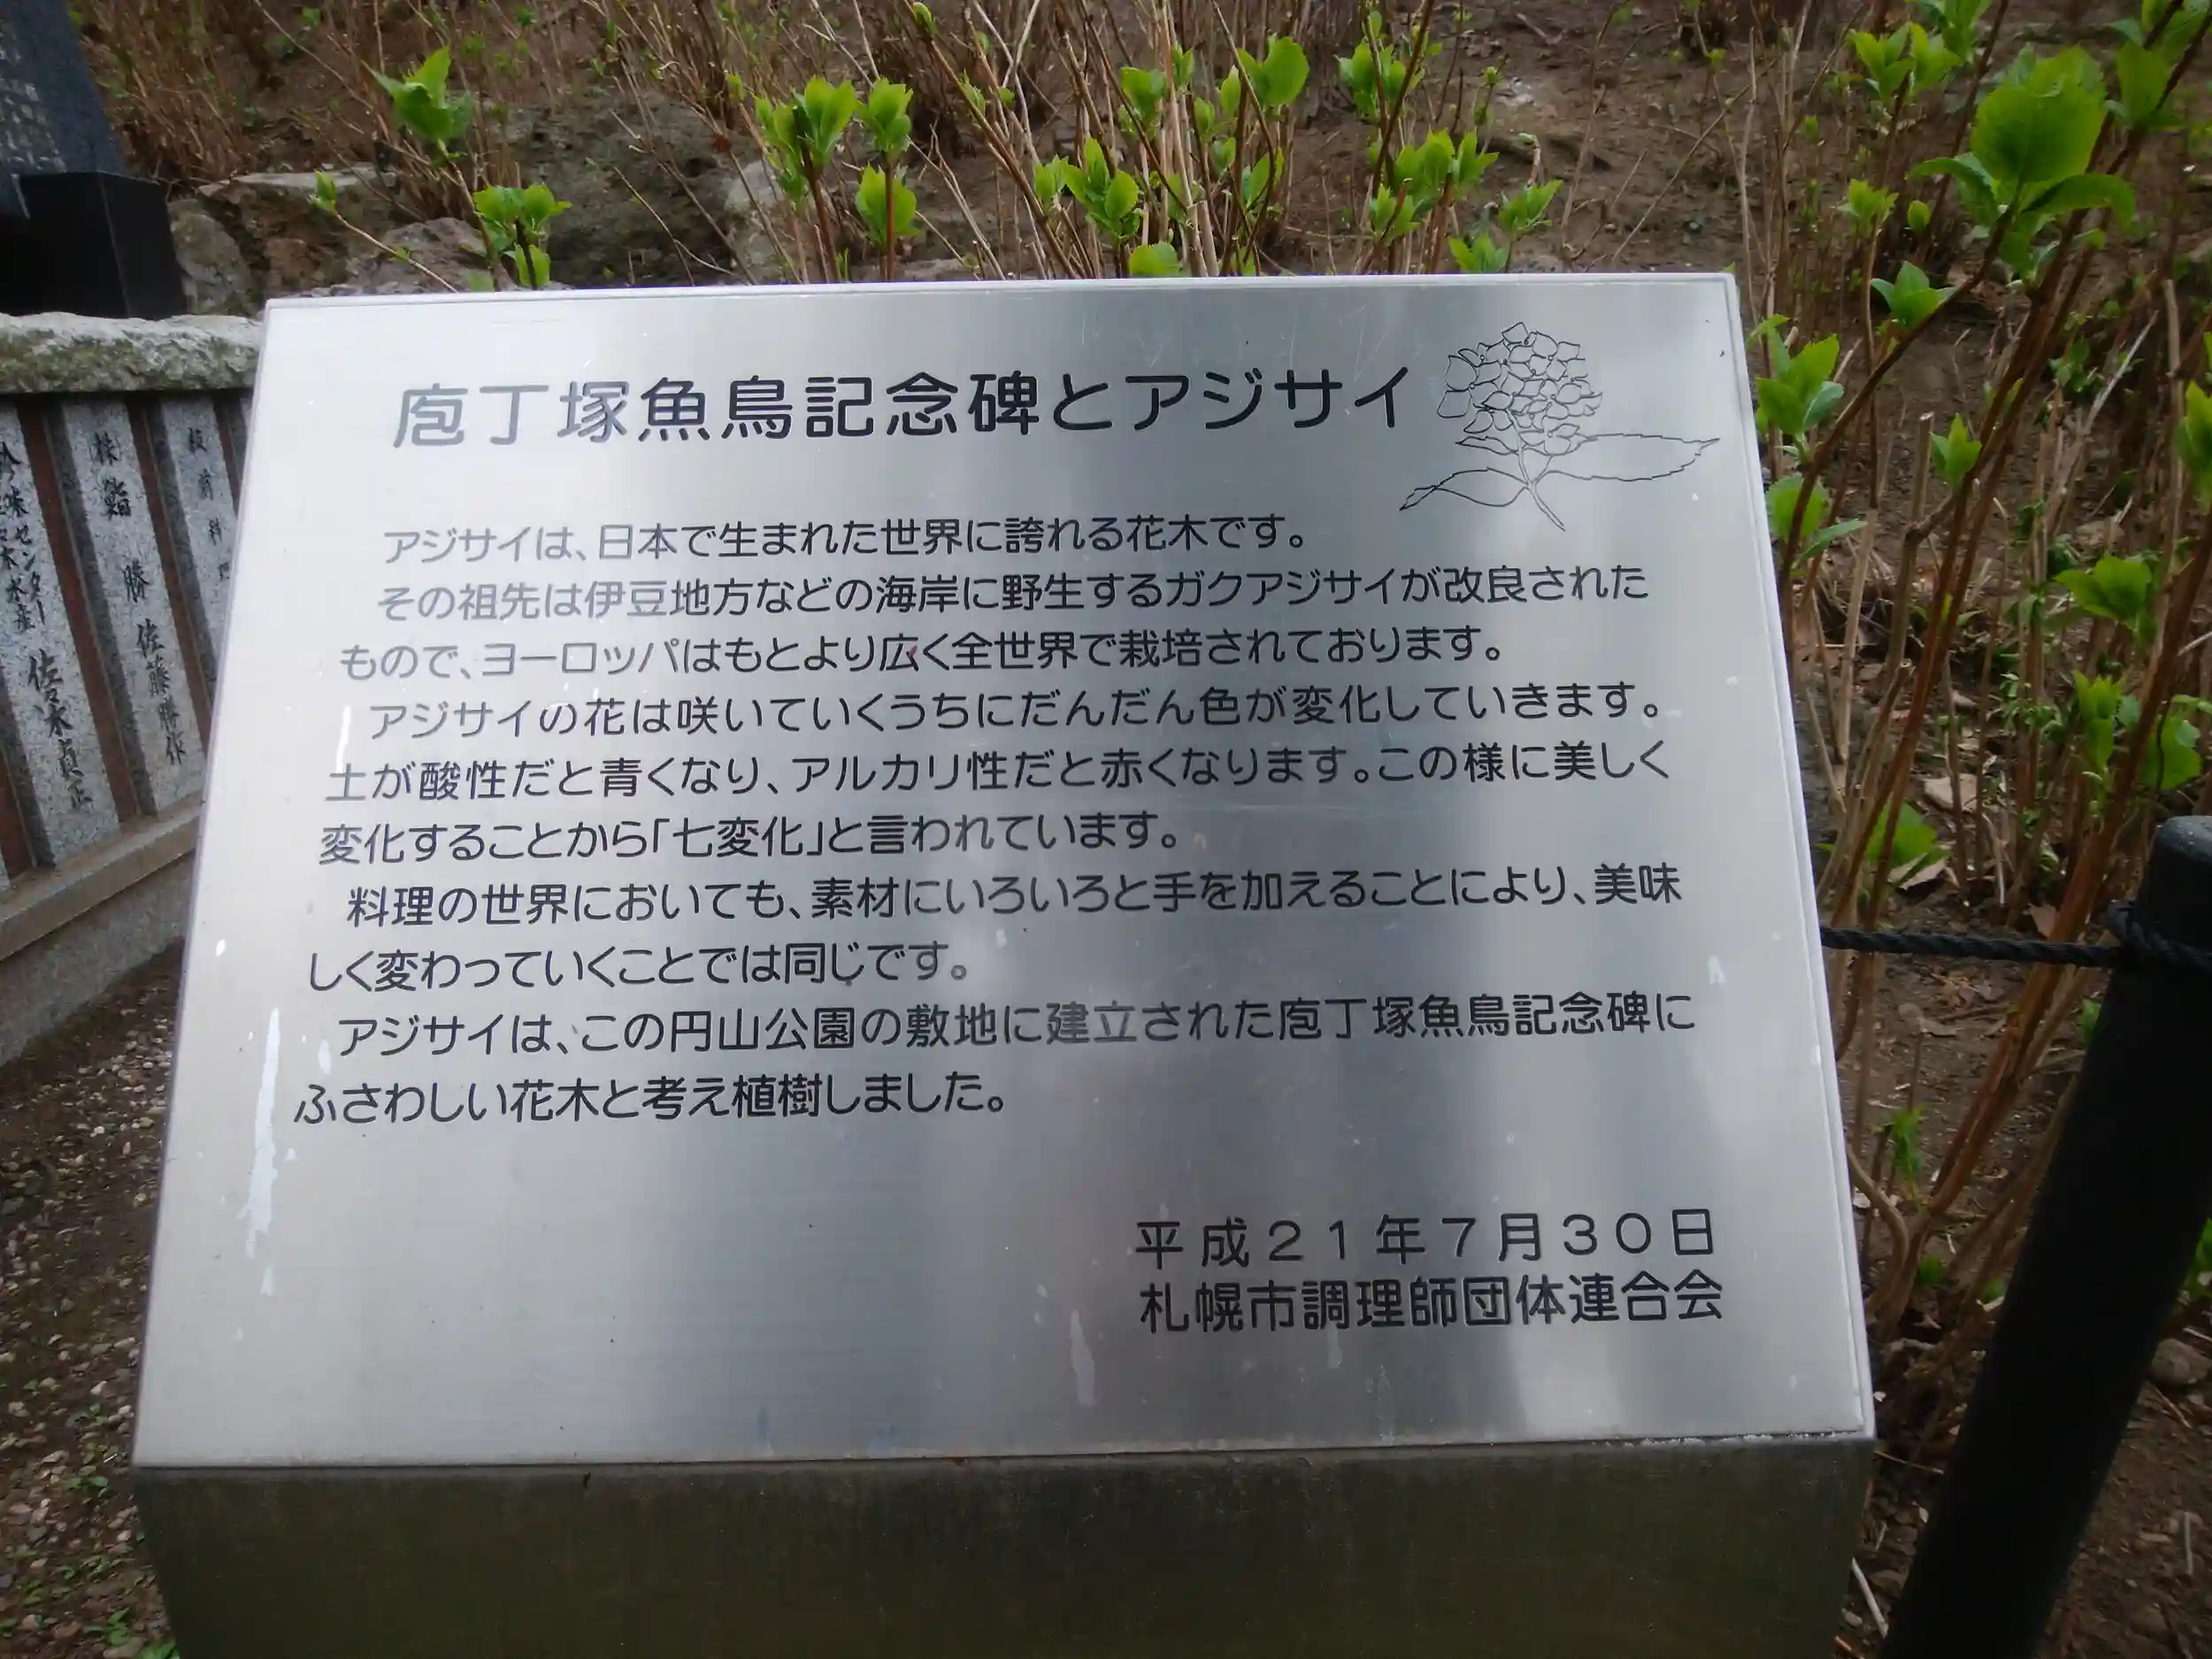 庖丁塚魚鳥記念碑とアジサイ
アジサイは、日本で生まれた世界に誇れる花木です。
その祖先は伊豆地方などの海岸に野生するガクアジサイが改良された
もので、ヨーロッパはもとより広く全世界で栽培されております。
アジサイの花は咲いていくうちにだんだん色が変化していきます。
土が酸性だと青くなり、アルカリ性だと赤くなります。この様に美しく
変化することから「七変化」と言われています。
料理の世界においても、素材にいろいろと手を加えることにより、美味
しく変わっていくことでは同じです。
アジサイは、この円山公園の敷地に建立された庖丁塚魚鳥記念碑に
ふさわしい花木と考え植樹しました。
平成21年7月30日
札幌市調理師団体連合会
株鮨勝 佐藤勝作
佐々木貞正